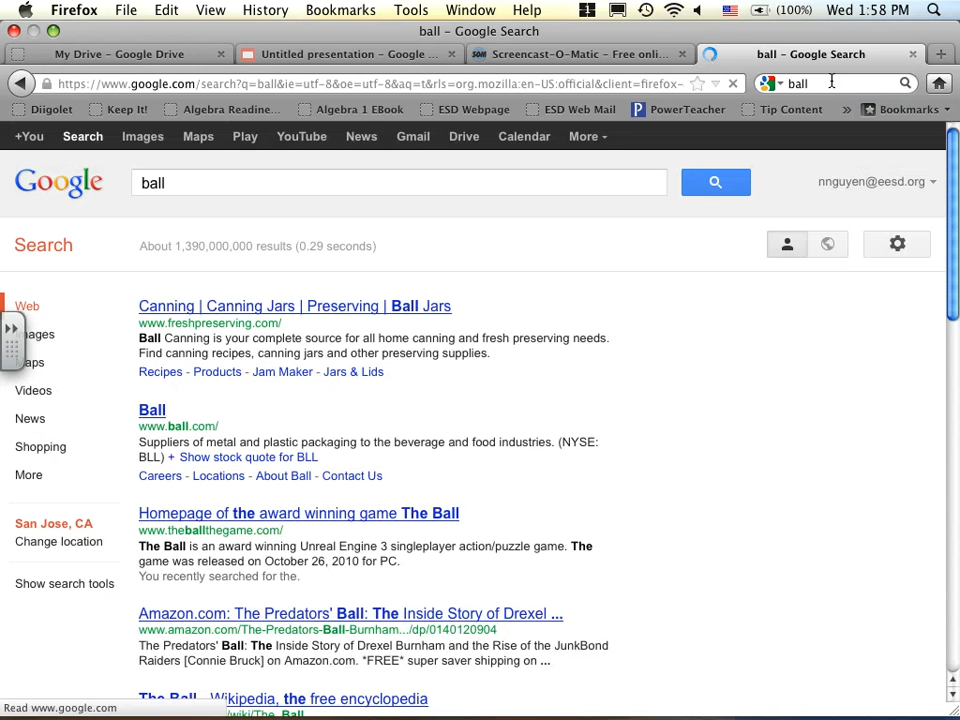 Firefox File Edit View History Bookmarks Tools Window Help (100%) Wed 1:58 PM
ball - Google Search
My Drive - Google Drive × Untitled presentation - Google ... × SOM Screencast-O-Matic - Free onli... × ball - Google Search × +
https://www.google.com/search?q=ball&ie=utf-8&oe=utf-8&aq=t&rls=org.mozilla:en-US:official&client=firefox- ball
Diigolet Keep It! Algebra Readine... Algebra 1 EBook ESD Webpage ESD Web Mail P PowerTeacher Tip Content » Bookmarks
+You Search Images Maps Play YouTube News Gmail Drive Calendar More
Google ball nnguyen@eesd.org
Search About 1,390,000,000 results (0.29 seconds)
Web
mages
aps
Videos
News
Shopping
More
San Jose, CA
Change location
Show search tools
Canning | Canning Jars | Preserving | Ball Jars
www.freshpreserving.com/
Ball Canning is your complete source for all home canning and fresh preserving needs.
Find canning recipes, canning jars and other preserving supplies.
Recipes - Products - Jam Maker - Jars & Lids
Ball
www.ball.com/
Suppliers of metal and plastic packaging to the beverage and food industries. (NYSE:
BLL) + Show stock quote for BLL
Careers - Locations - About Ball - Contact Us
Homepage of the award winning game The Ball
www.theballthegame.com/
The Ball is an award winning Unreal Engine 3 singleplayer action/puzzle game. The
game was released on October 26, 2010 for PC.
You recently searched for the.
Amazon.com: The Predators' Ball: The Inside Story of Drexel ...
www.amazon.com/The-Predators-Ball-Burnham.../dp/0140120904
The Predators' Ball: The Inside Story of Drexel Burnham and the Rise of the JunkBond
Raiders [Connie Bruck] on Amazon.com. *FREE* super saver shipping on ...
The Ball - Wikipedia, the free encyclopedia
/wiki/The_Ball
Read www.google.com